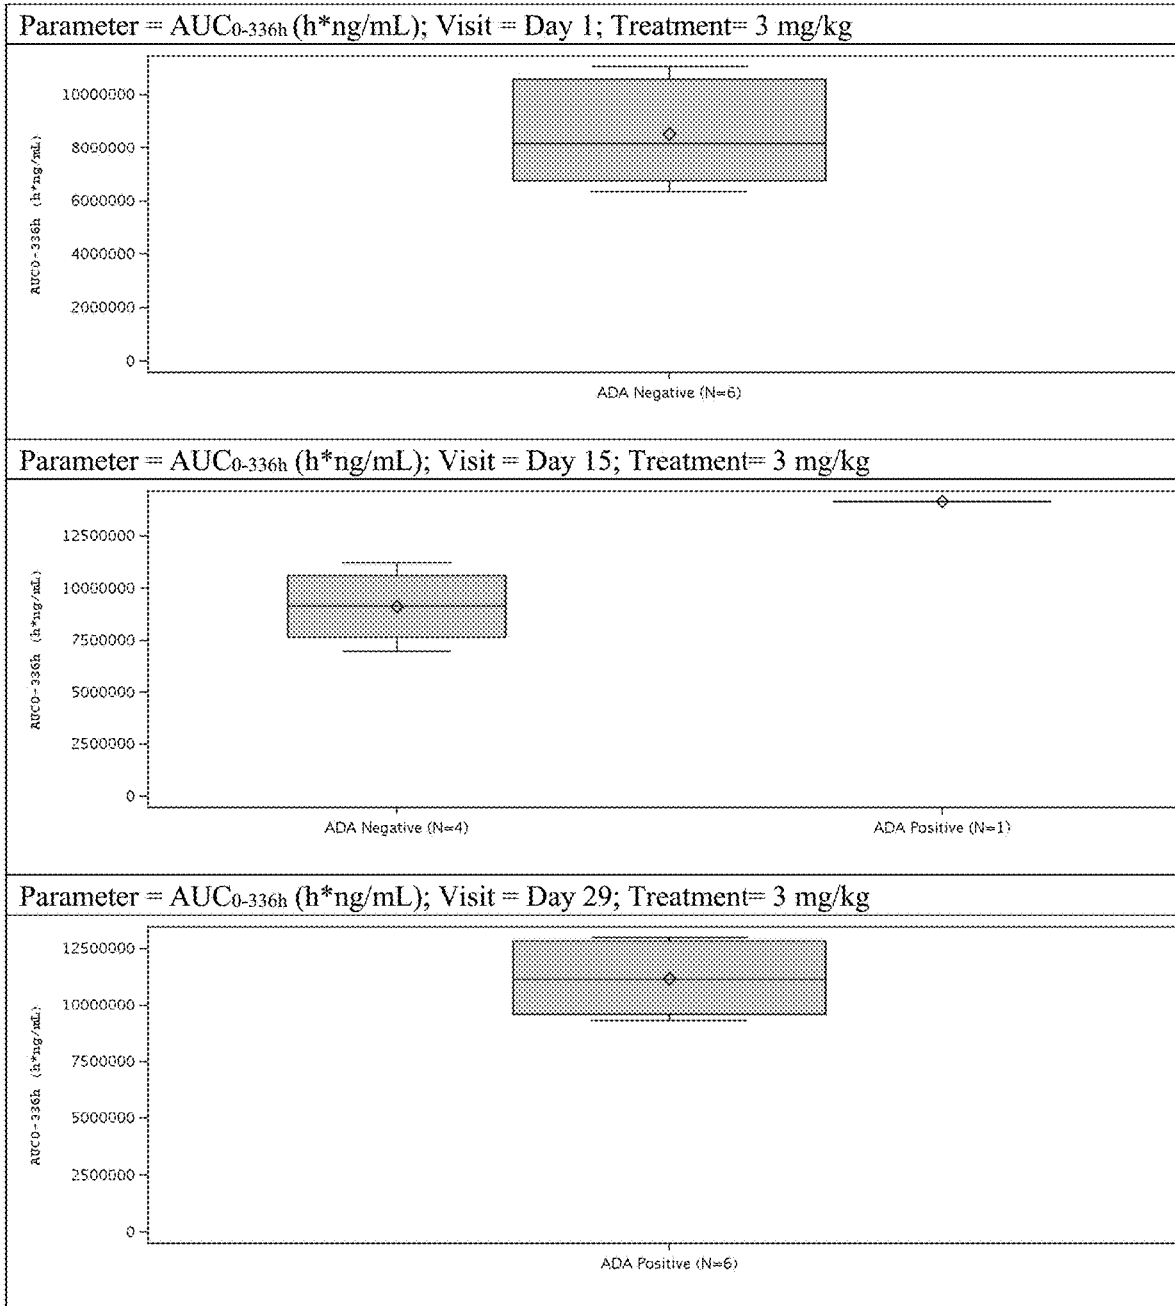 Parameter = AUC0-336h (h*ng/mL); Visit = Day 1; Treatment= 3 mg/kg
AUC0-336h (h*ng/mL)
10000000
8000000
6000000
4000000
2000000
0
ADA Negative (N=6)
Parameter = AUC0-336h (h*ng/mL); Visit = Day 15; Treatment= 3 mg/kg
AUC0-336h (h*ng/mL)
12500000
10000000
7500000
5000000
2500000
0
ADA Negative (N=4)
ADA Positive (N=1)
Parameter = AUC0-336h (h*ng/mL); Visit = Day 29; Treatment= 3 mg/kg
AUC0-336h (h*ng/mL)
12500000
10000000
7500000
5000000
2500000
0
ADA Positive (N=6)